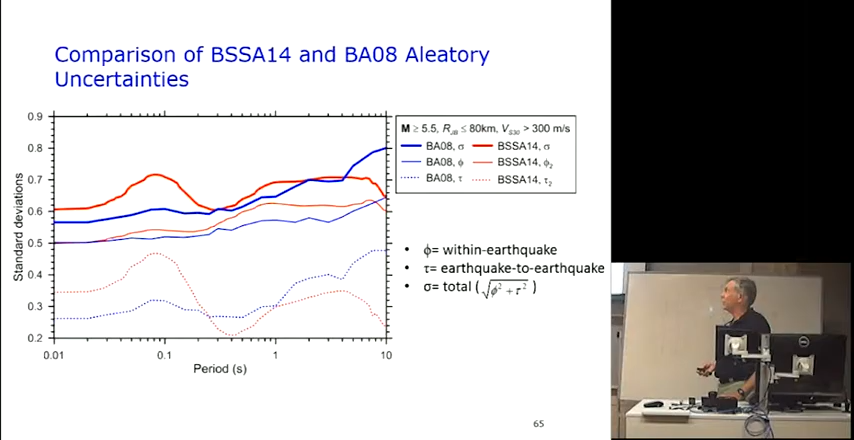 Comparison of BSSA14 and BA08 Aleatory
Uncertainties
0.9
0.8
0.7
0.6
0.5
0.4
0.3
0.2
Standard deviations
0.01
0.1
1
10
Period (s)
M ≥ 5.5, R_JB ≤ 80km, V_S30 > 300 m/s
BA08, σ BSSA14, σ
BA08, ϕ BSSA14, ϕ₂
BA08, τ BSSA14, τ₂
• ϕ= within-earthquake
• τ= earthquake-to-earthquake
• σ= total (√ϕ² + τ² )
65
DELL